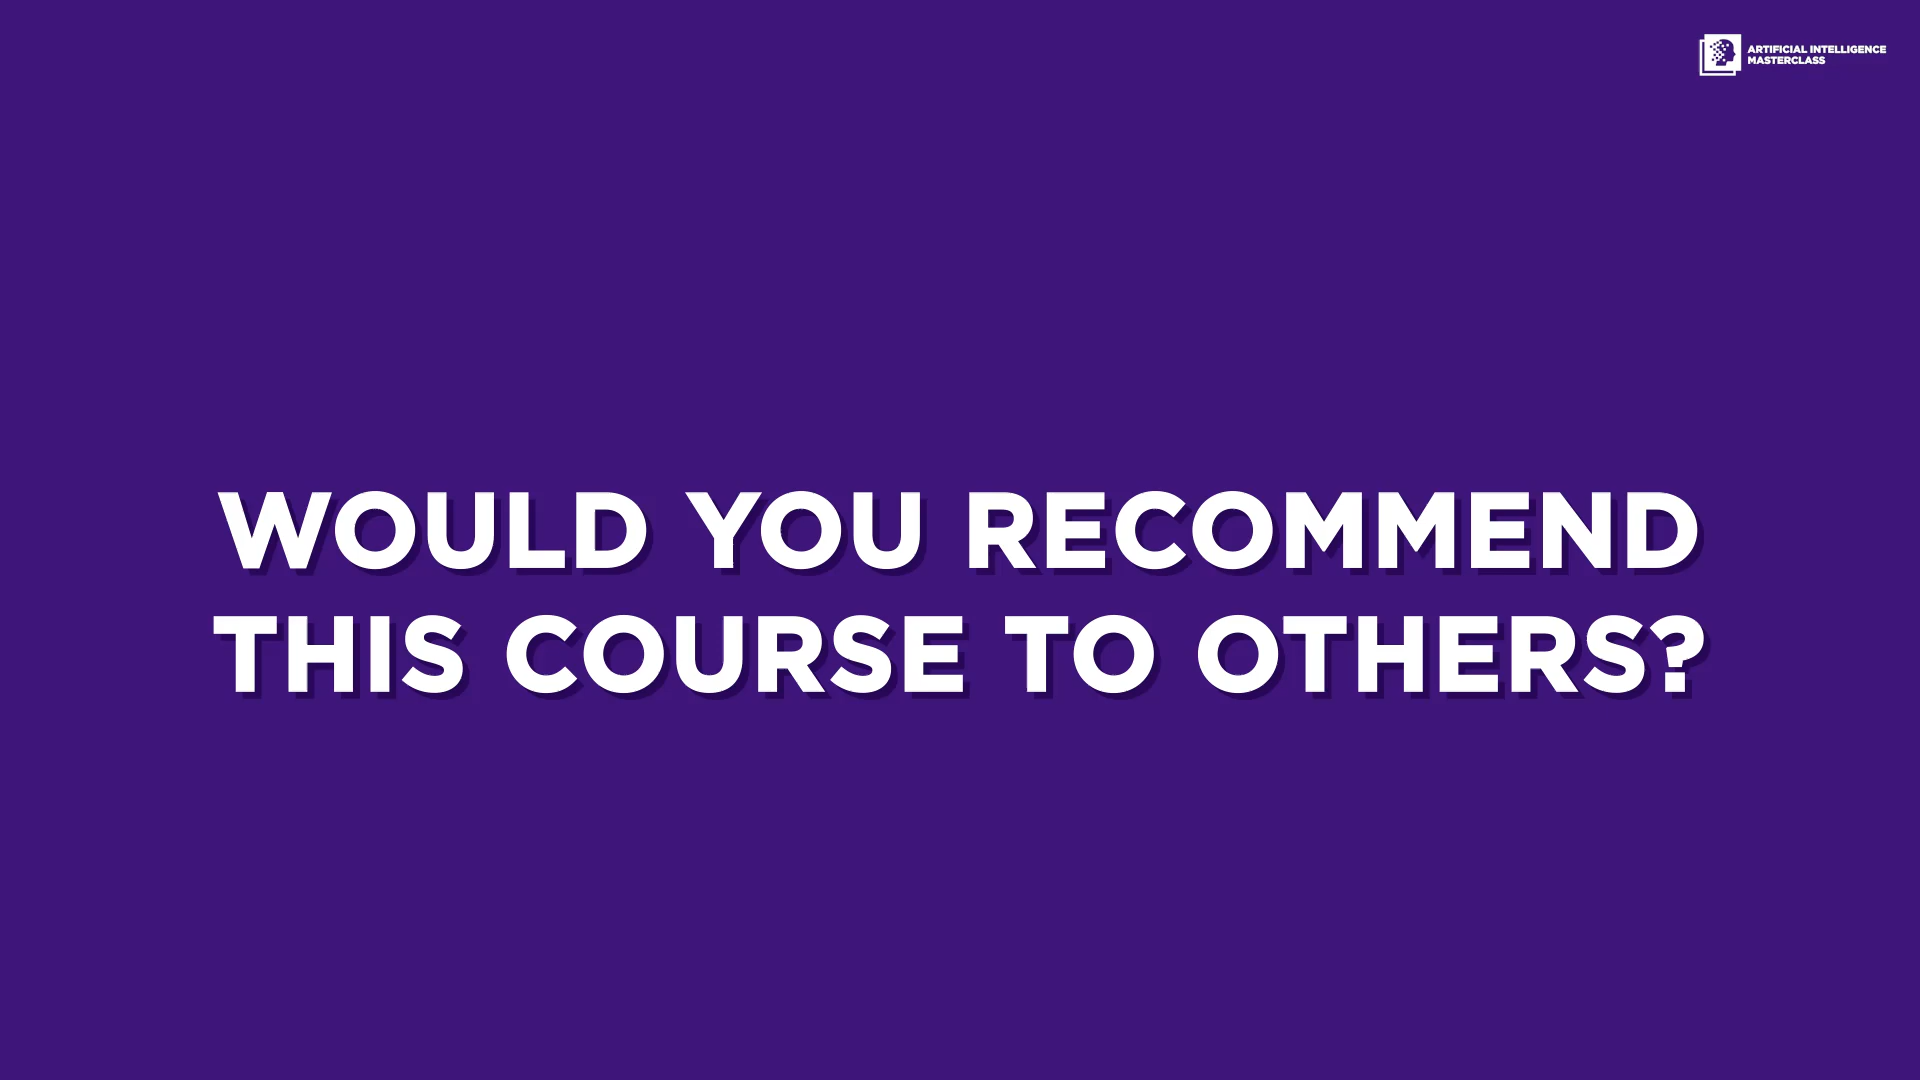 ARTIFICIAL INTELLIGENCE
MASTERCLASS
WOULD YOU RECOMMEND
THIS COURSE TO OTHERS?